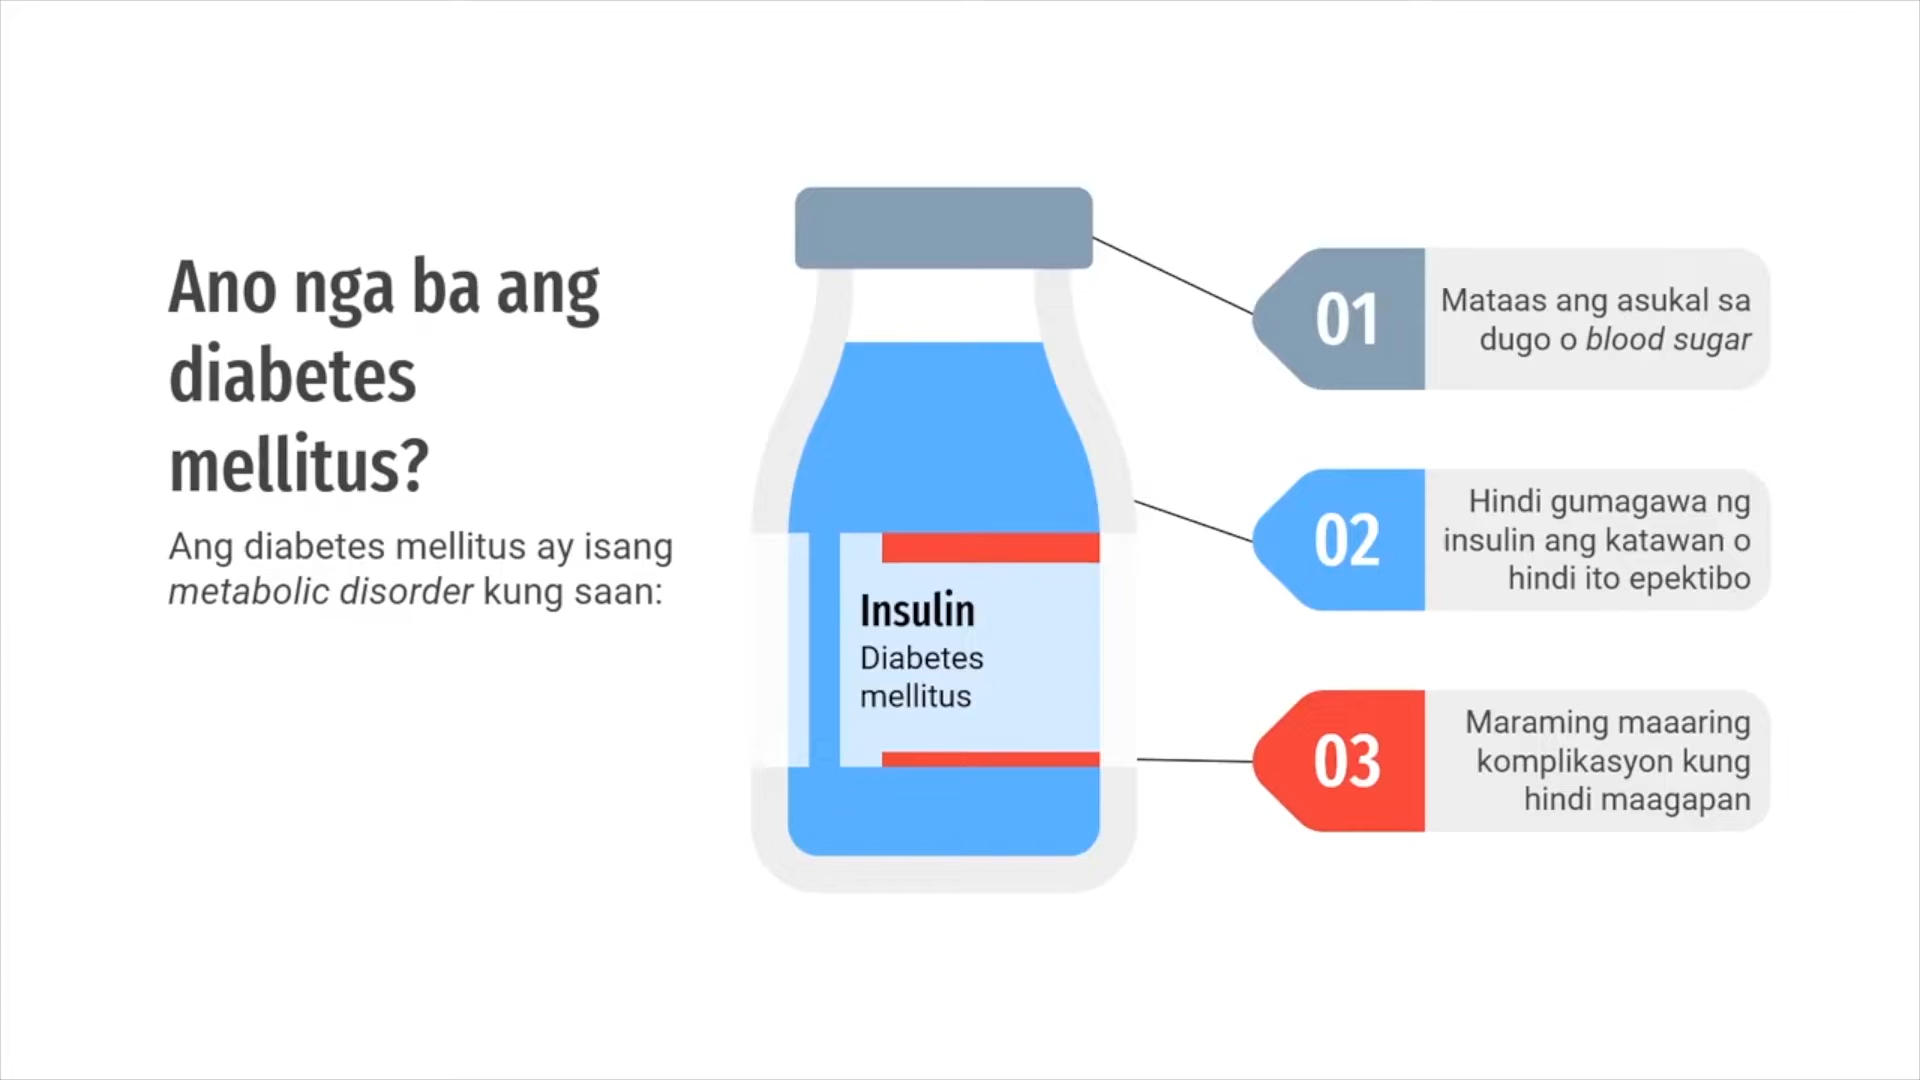 Ano nga ba ang
diabetes
mellitus?
Ang diabetes mellitus ay isang
metabolic disorder kung saan:
Insulin
Diabetes
mellitus
01
Mataas ang asukal sa
dugo o blood sugar
02
Hindi gumagawa ng
insulin ang katawan o
hindi ito epektibo
03
Maraming maaaring
komplikasyon kung
hindi maagapan